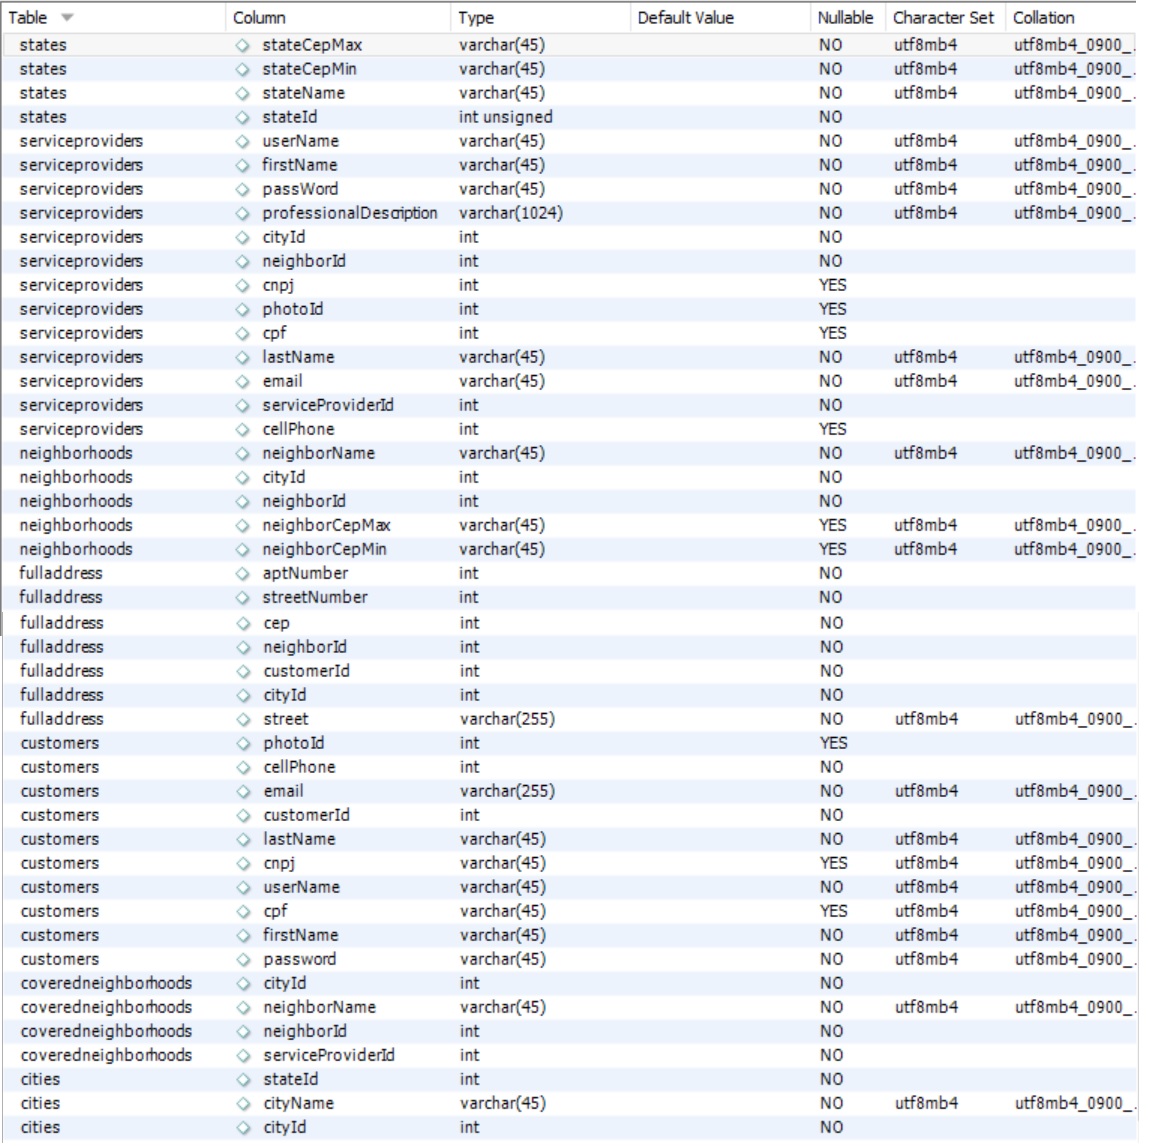 Table Column Type Default Value Nullable Character Set Collation
states stateCepMax varchar(45) NO utf8mb4 utf8mb4_0900_.
states stateCepMin varchar(45) NO utf8mb4 utf8mb4_0900_.
states stateName varchar(45) NO utf8mb4 utf8mb4_0900_.
states stateId int unsigned NO
serviceproviders userName varchar(45) NO utf8mb4 utf8mb4_0900_.
serviceproviders firstName varchar(45) NO utf8mb4 utf8mb4_0900_.
serviceproviders passWord varchar(45) NO utf8mb4 utf8mb4_0900_.
serviceproviders professionalDescription varchar(1024) NO utf8mb4 utf8mb4_0900_.
serviceproviders cityId int NO
serviceproviders neighborId int NO
serviceproviders cnpj int YES
serviceproviders photoId int YES
serviceproviders cpf int YES
serviceproviders lastName varchar(45) NO utf8mb4 utf8mb4_0900_.
serviceproviders email varchar(45) NO utf8mb4 utf8mb4_0900_.
serviceproviders serviceProviderId int NO
serviceproviders cellPhone int YES
neighborhoods neighborName varchar(45) NO utf8mb4 utf8mb4_0900_.
neighborhoods cityId int NO
neighborhoods neighborId int NO
neighborhoods neighborCepMax varchar(45) YES utf8mb4 utf8mb4_0900_.
neighborhoods neighborCepMin varchar(45) YES utf8mb4 utf8mb4_0900_.
fulladdress aptNumber int NO
fulladdress streetNumber int NO
fulladdress cep int NO
fulladdress neighborId int NO
fulladdress customerId int NO
fulladdress cityId int NO
fulladdress street varchar(255) NO utf8mb4 utf8mb4_0900_.
customers photoId int YES
customers cellPhone int NO
customers email varchar(255) NO utf8mb4 utf8mb4_0900_.
customers customerId int NO
customers lastName varchar(45) NO utf8mb4 utf8mb4_0900_.
customers cnpj varchar(45) YES utf8mb4 utf8mb4_0900_.
customers userName varchar(45) NO utf8mb4 utf8mb4_0900_.
customers cpf varchar(45) YES utf8mb4 utf8mb4_0900_.
customers firstName varchar(45) NO utf8mb4 utf8mb4_0900_.
customers password varchar(45) NO utf8mb4 utf8mb4_0900_.
coveredneighborhoods cityId int NO
coveredneighborhoods neighborName varchar(45) NO utf8mb4 utf8mb4_0900_.
coveredneighborhoods neighborId int NO
coveredneighborhoods serviceProviderId int NO
cities stateId int NO
cities cityName varchar(45) NO utf8mb4 utf8mb4_0900_.
cities cityId int NO